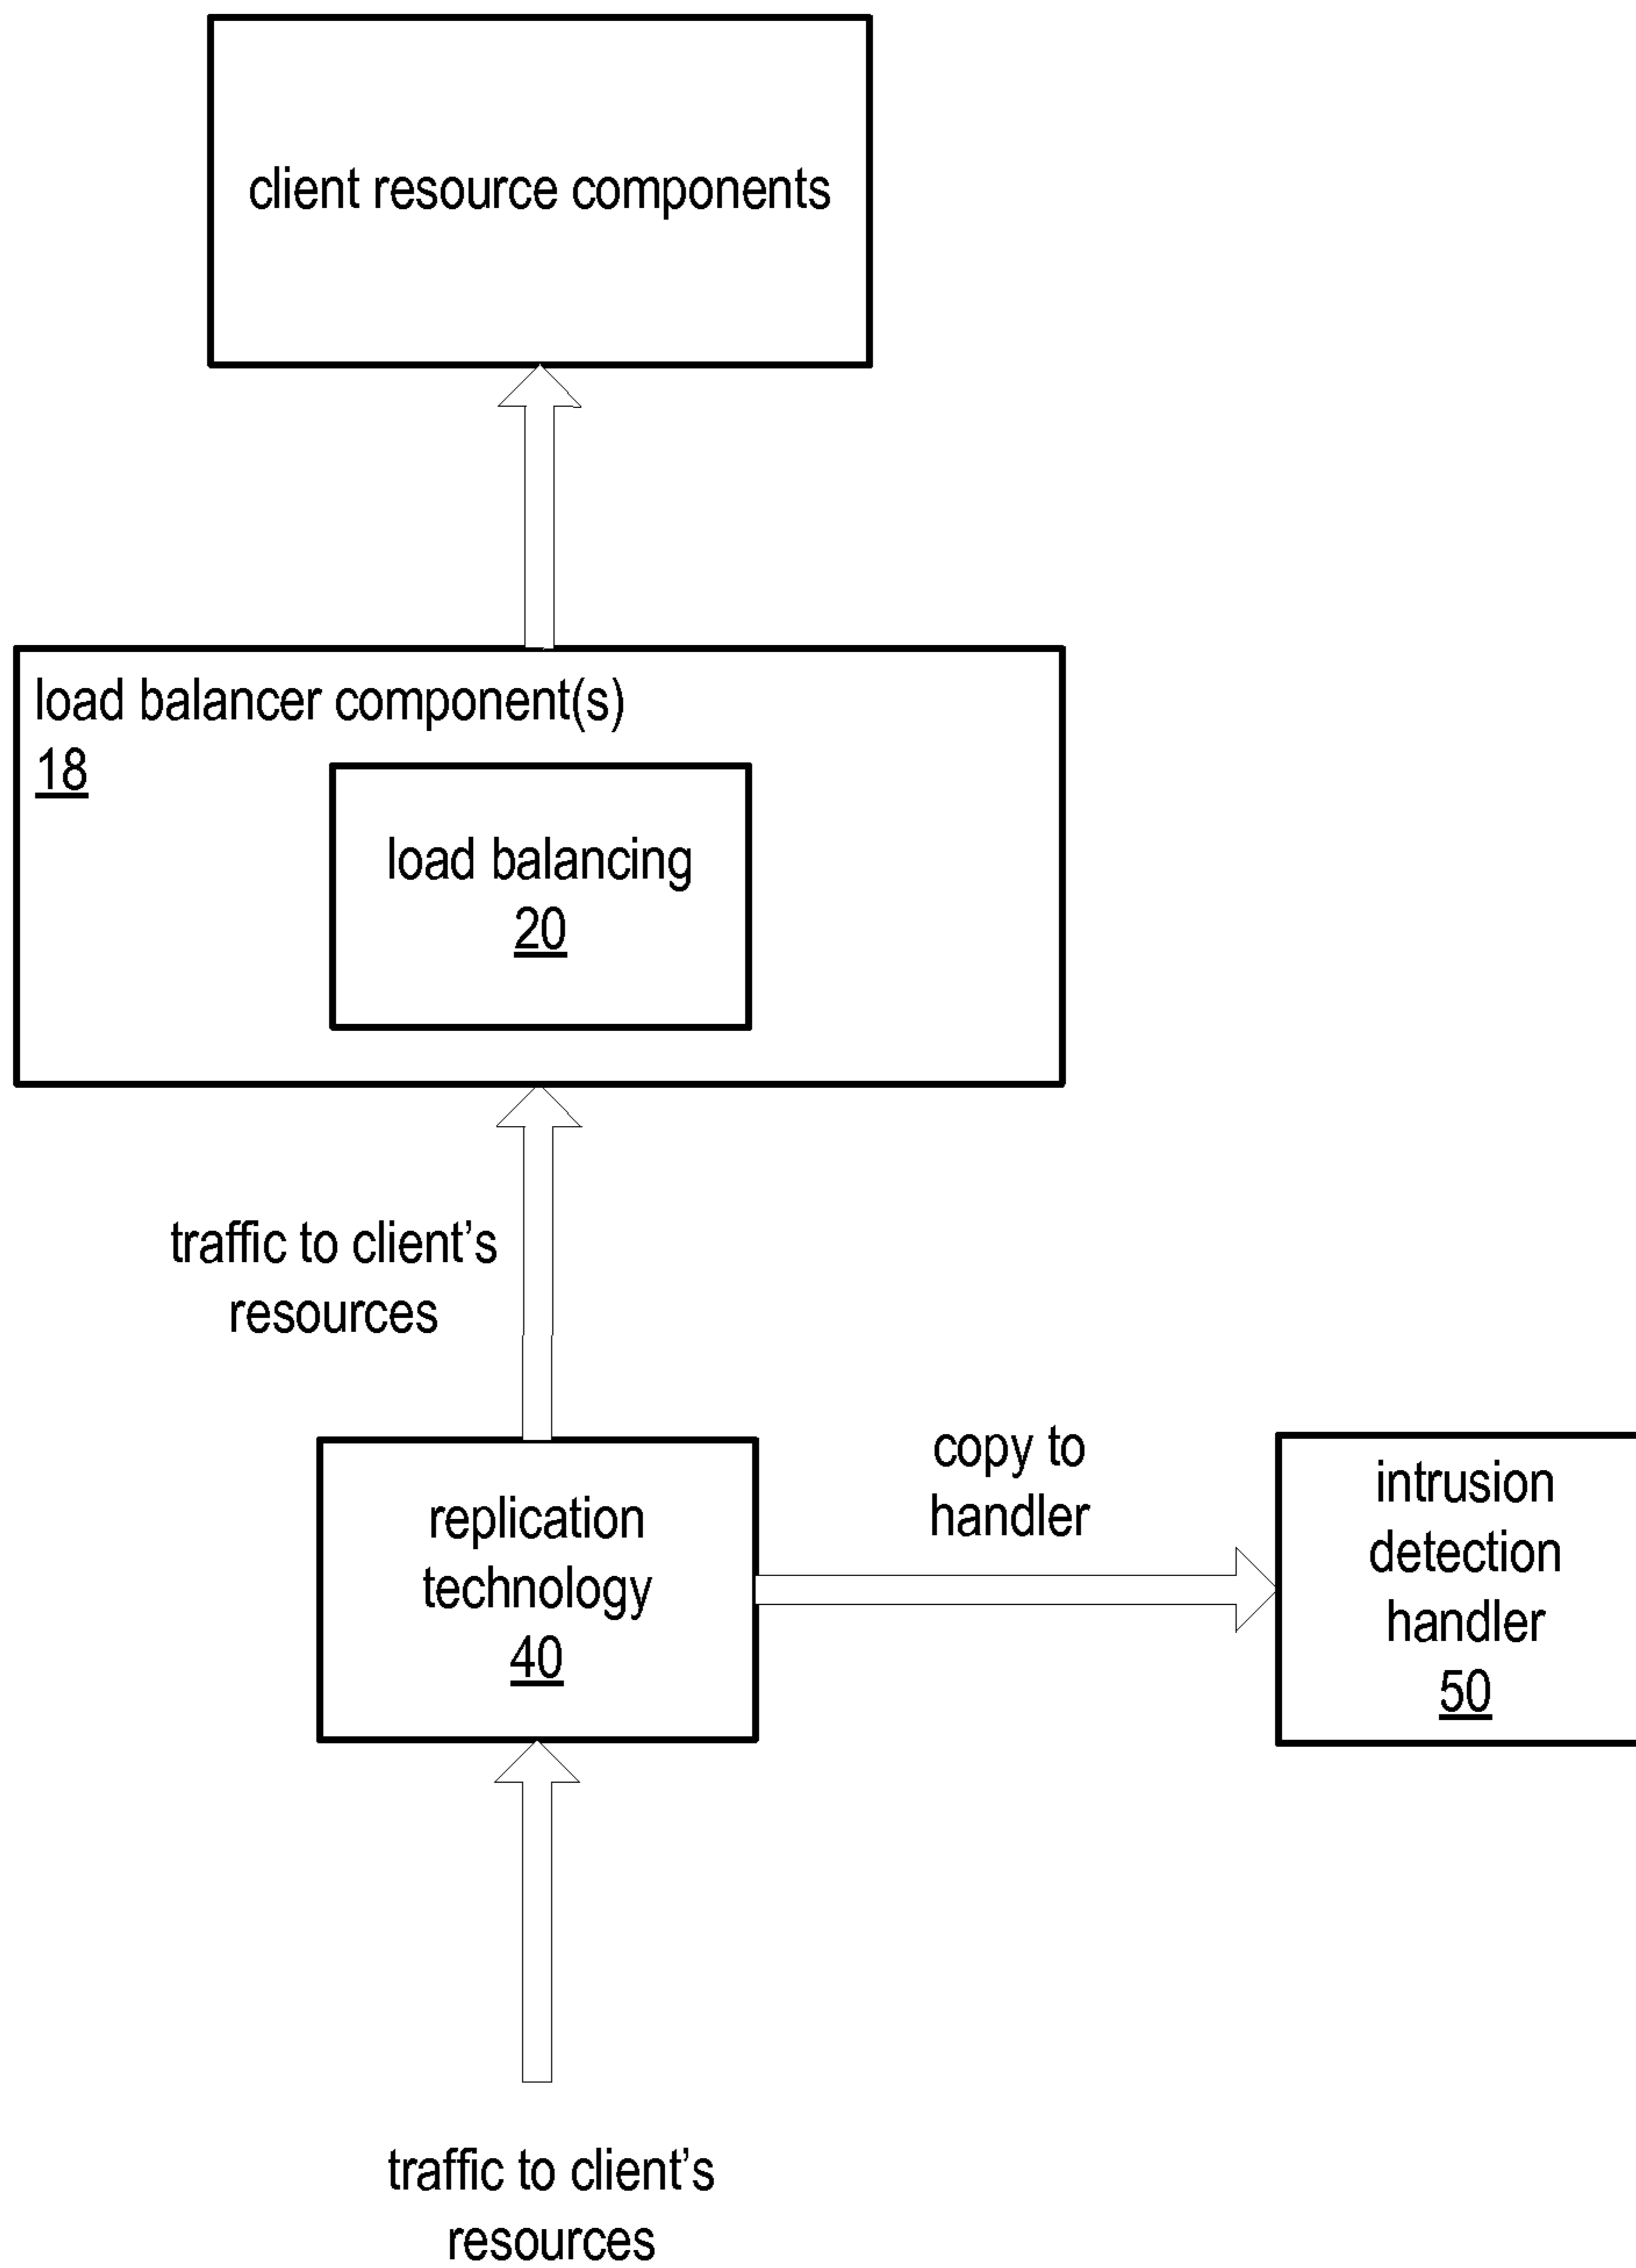 client resource components
load balancer component(s)
18
load balancing
20
traffic to client's
resources
replication
technology
40
copy to
handler
intrusion
detection
handler
50
traffic to client's
resources